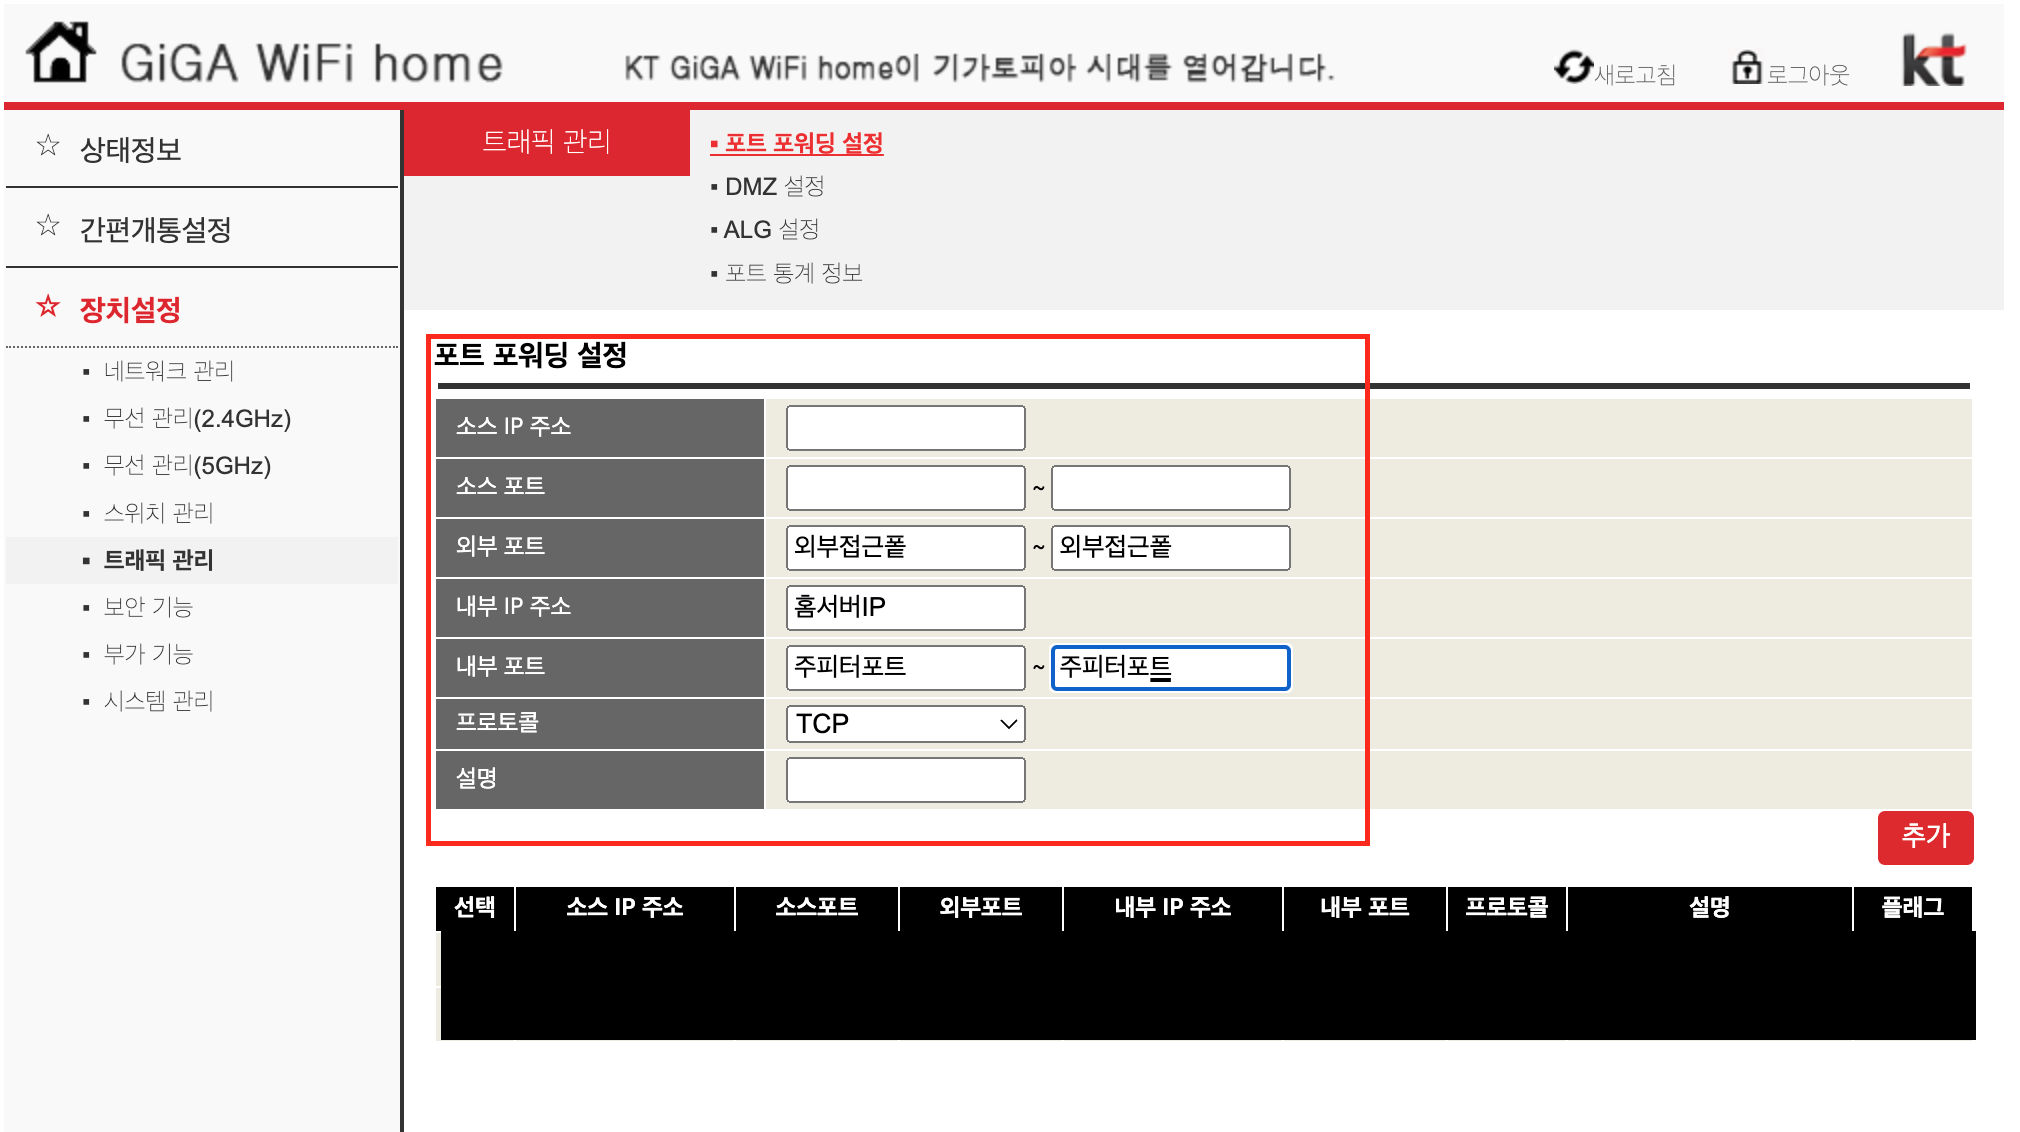 GiGA WiFi home
KT GiGA WiFi home이 기가토피아 시대를 열어갑니다.
새로고침
로그아웃
kt
☆ 상태정보
☆ 간편개통설정
☆ 장치설정
▪ 네트워크 관리
▪ 무선 관리(2.4GHz)
▪ 무선 관리(5GHz)
▪ 스위치 관리
▪ 트래픽 관리
▪ 보안 기능
▪ 부가 기능
▪ 시스템 관리
트래픽 관리
▪ 포트 포워딩 설정
▪ DMZ 설정
▪ ALG 설정
▪ 포트 통계 정보
포트 포워딩 설정
소스 IP 주소
소스 포트 ~
외부 포트 외부접근폴 ~ 외부접근폴
내부 IP 주소 홈서버IP
내부 포트 주피터포트 ~ 주피터포트
프로토콜 TCP
설명
추가
선택 소스 IP 주소 소스포트 외부포트 내부 IP 주소 내부 포트 프로토콜 설명 플래그